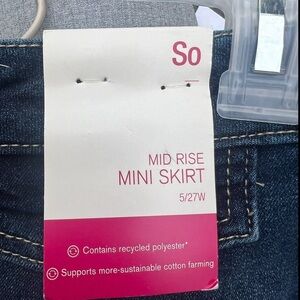 So
MID RISE
MINI SKIRT
5/27W
Contains recycled polyester*
Supports more-sustainable cotton farming